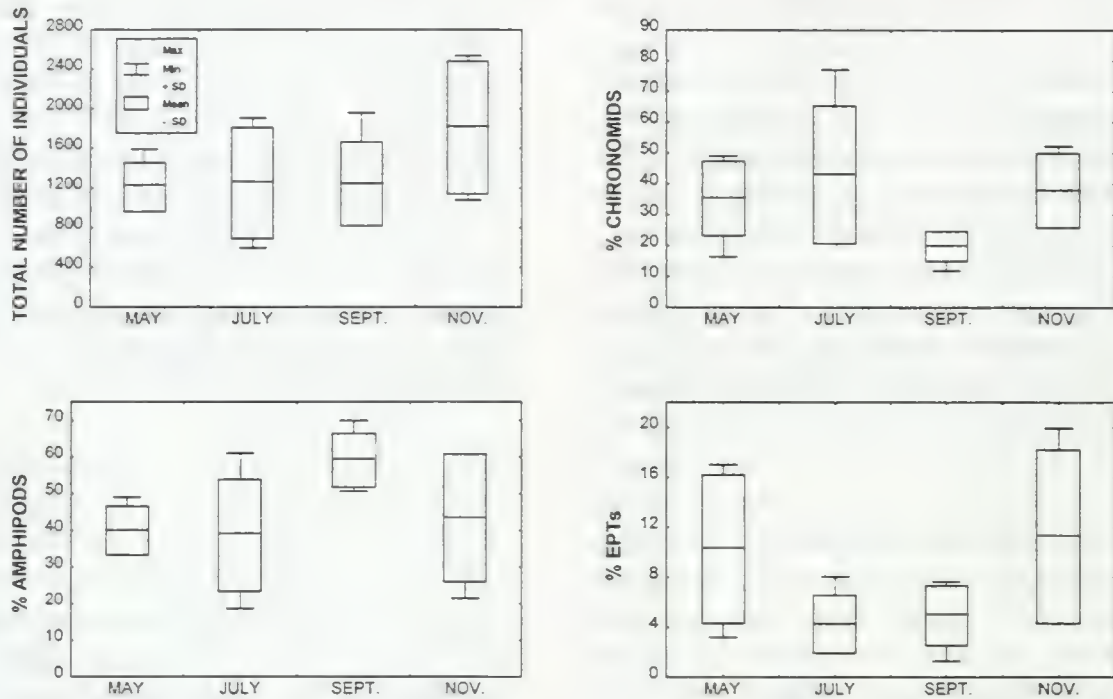 TOTAL NUMBER OF INDIVIDUALS
2800
2400
2000
1600
1200
800
400
0
Max
Min
+ SD
Mean
- SD
MAY JULY SEPT. NOV.
% CHIRONOMIDS
90
80
70
60
50
40
30
20
10
0
MAY JULY SEPT. NOV.
% AMPHIPODS
70
60
50
40
30
20
10
0
MAY JULY SEPT. NOV.
% EPTs
20
16
12
8
4
0
MAY JULY SEPT. NOV.